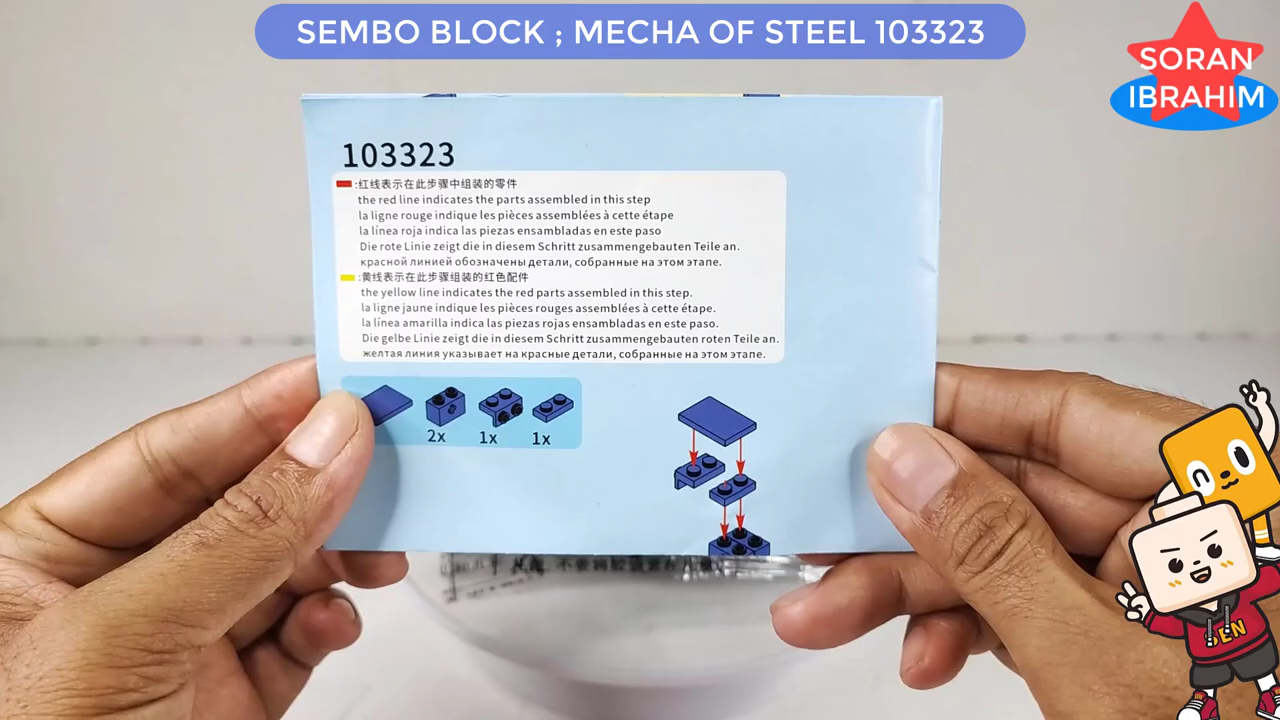 SEMBO BLOCK ; MECHA OF STEEL 103323
SORAN
IBRAHIM
103323
:红线表示在此步骤中组装的零件
the red line indicates the parts assembled in this step
la ligne rouge indique les pièces assemblées à cette étape
la línea roja indica las piezas ensambladas en este paso
Die rote Linie zeigt die in diesem Schritt zusammengebauten Teile an.
красной линией обозначены детали, собранные на этом этапе.
:黄线表示在此步骤组装的红色配件
the yellow line indicates the red parts assembled in this step.
la ligne jaune indique les pièces rouges assemblées à cette étape.
la línea amarilla indica las piezas rojas ensambladas en este paso.
Die gelbe Linie zeigt die in diesem Schritt zusammengebauten roten Teile an.
желтая линия указывает на красные детали, собранные на этом этапе.
2x 1x 1x
SEN